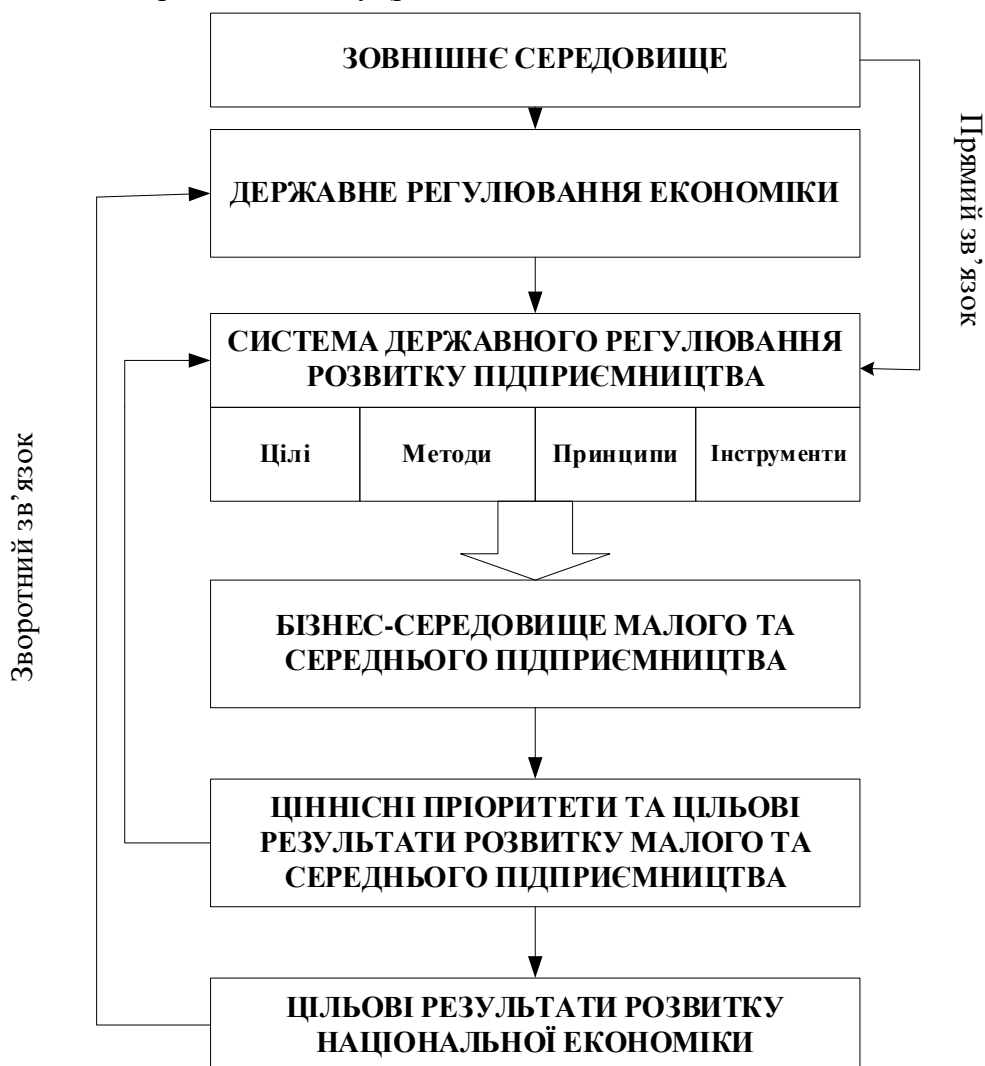 ЗОВНІШНЄ СЕРЕДОВИЩЕ
Прямий зв’язок
ДЕРЖАВНЕ РЕГУЛЮВАННЯ ЕКОНОМІКИ
СИСТЕМА ДЕРЖАВНОГО РЕГУЛЮВАННЯ
РОЗВИТКУ ПІДПРИЄМНИЦТВА
Цілі
Методи
Принципи
Інструменти
Зворотний зв’язок
БІЗНЕС-СЕРЕДОВИЩЕ МАЛОГО ТА
СЕРЕДНЬОГО ПІДПРИЄМНИЦТВА
ЦІННІСНІ ПРІОРИТЕТИ ТА ЦІЛЬОВІ
РЕЗУЛЬТАТИ РОЗВИТКУ МАЛОГО ТА
СЕРЕДНЬОГО ПІДПРИЄМНИЦТВА
ЦІЛЬОВІ РЕЗУЛЬТАТИ РОЗВИТКУ
НАЦІОНАЛЬНОЇ ЕКОНОМІКИ